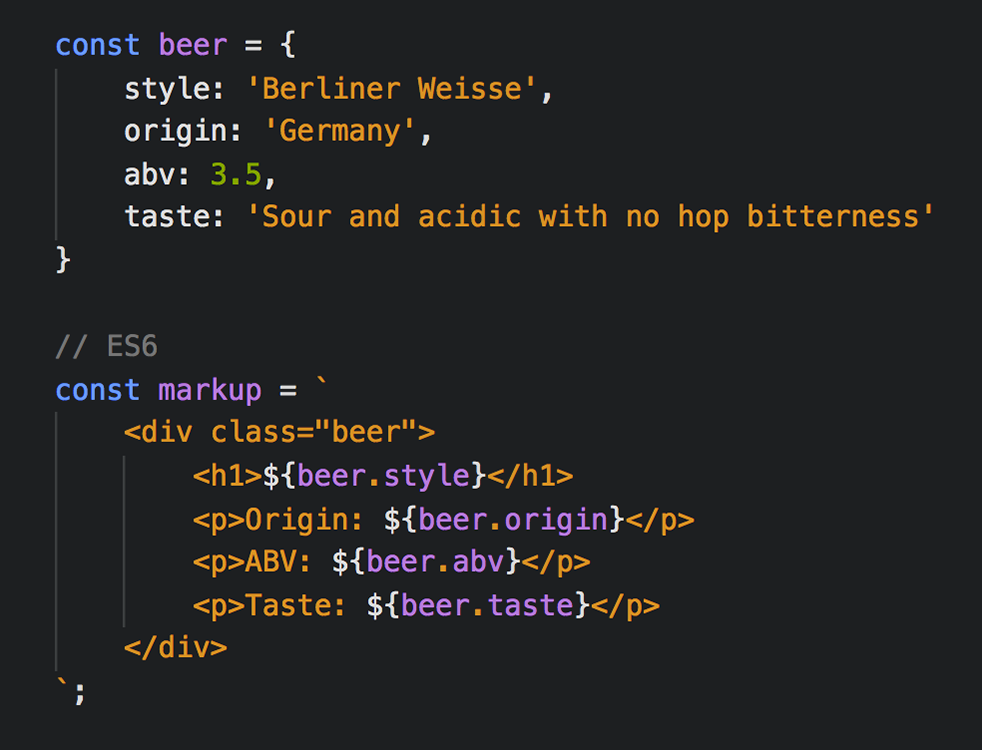 const beer = {
    style: 'Berliner Weisse',
    origin: 'Germany',
    abv: 3.5,
    taste: 'Sour and acidic with no hop bitterness'
}

// ES6
const markup = `
    <div class="beer">
        <h1>${beer.style}</h1>
        <p>Origin: ${beer.origin}</p>
        <p>ABV: ${beer.abv}</p>
        <p>Taste: ${beer.taste}</p>
    </div>
`;